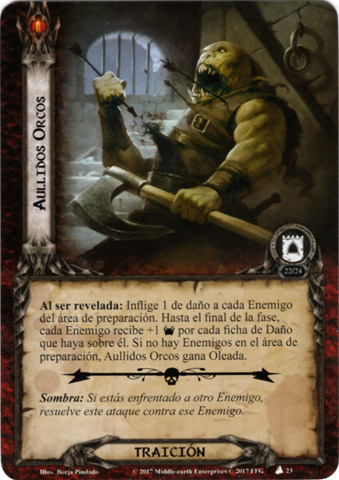 AULLIDOS ORCOS
22/24
Al ser revelada: Inflige 1 de daño a cada Enemigo
del área de preparación. Hasta el final de la fase,
cada Enemigo recibe +1 por cada ficha de Daño
que haya sobre él. Si no hay Enemigos en el área de
preparación, Aullidos Orcos gana Oleada.
Sombra: Si estás enfrentado a otro Enemigo,
resuelve este ataque contra ese Enemigo.
TRAICIÓN
Illus. Borja Pindado © 2017 Middle-earth Enterprises © 2017 FFG 23